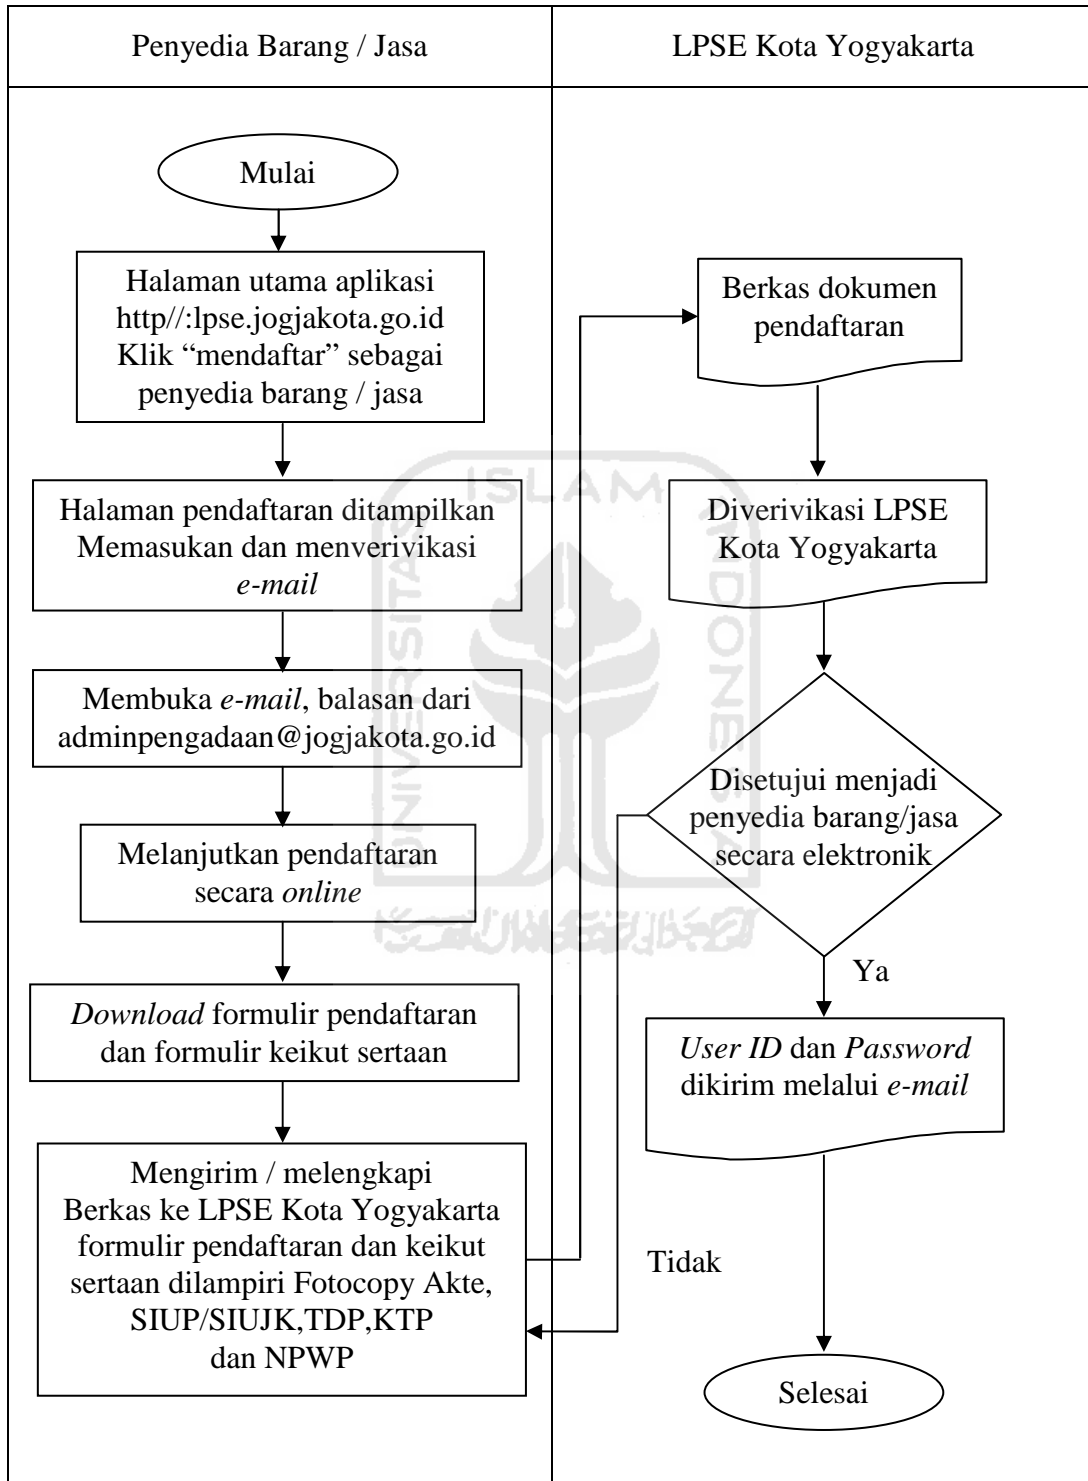 Penyedia Barang / Jasa
LPSE Kota Yogyakarta
Mulai
Halaman utama aplikasi
http//:lpse.jogjakota.go.id
Klik “mendaftar” sebagai
penyedia barang / jasa
Halaman pendaftaran ditampilkan
Memasukan dan menverivikasi
e-mail
Membuka e-mail, balasan dari
adminpengadaan@jogjakota.go.id
Melanjutkan pendaftaran
secara online
Download formulir pendaftaran
dan formulir keikut sertaan
Mengirim / melengkapi
Berkas ke LPSE Kota Yogyakarta
formulir pendaftaran dan keikut
sertaan dilampiri Fotocopy Akte,
SIUP/SIUJK,TDP,KTP
dan NPWP
Berkas dokumen
pendaftaran
Diverivikasi LPSE
Kota Yogyakarta
Disetujui menjadi
penyedia barang/jasa
secara elektronik
Ya
User ID dan Password
dikirim melalui e-mail
Tidak
Selesai
UNIVERSITAS
ISLAM
INDONESIA